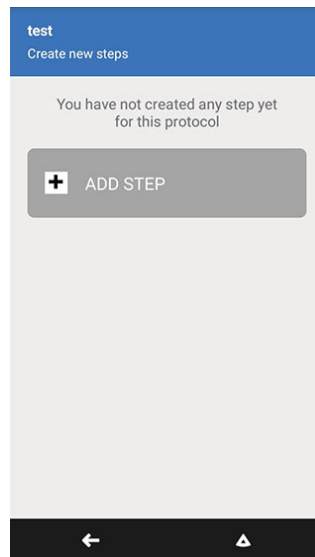 test
Create new steps
You have not created any step yet
for this protocol
ADD STEP